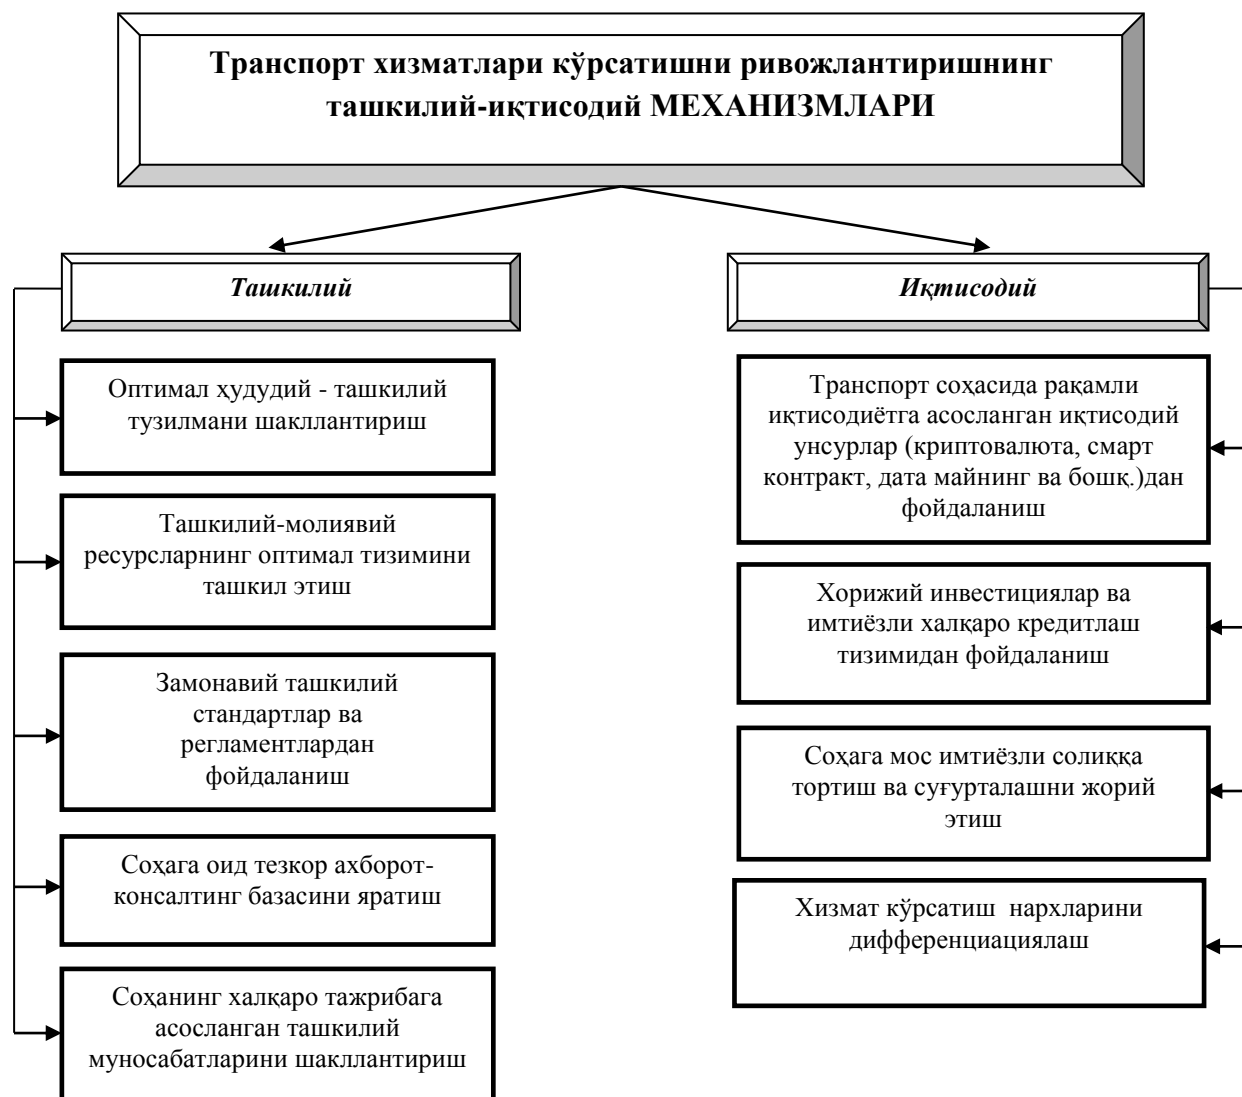 Транспорт хизматлари кўрсатишни ривожлантиришнинг
ташкилий-иқтисодий МЕХАНИЗМЛАРИ
Ташкилий
Оптимал ҳудудий - ташкилий
тузилмани шакллантириш
Ташкилий-молиявий
ресурсларнинг оптимал тизимини
ташкил этиш
Замонавий ташкилий
стандартлар ва
регламентлардан
фойдаланиш
Соҳага оид тезкор ахборот-
консалтинг базасини яратиш
Соҳанинг халқаро тажрибага
асосланган ташкилий
муносабатларини шакллантириш
Иқтисодий
Транспорт соҳасида рақамли
иқтисодиётга асосланган иқтисодий
унсурлар (криптовалюта, смарт
контракт, дата майнинг ва бошқ.)дан
фойдаланиш
Хорижий инвестициялар ва
имтиёзли халқаро кредитлаш
тизимидан фойдаланиш
Соҳага мос имтиёзли солиққа
тортиш ва суғурталашни жорий
этиш
Хизмат кўрсатиш нархларини
дифференциациялаш